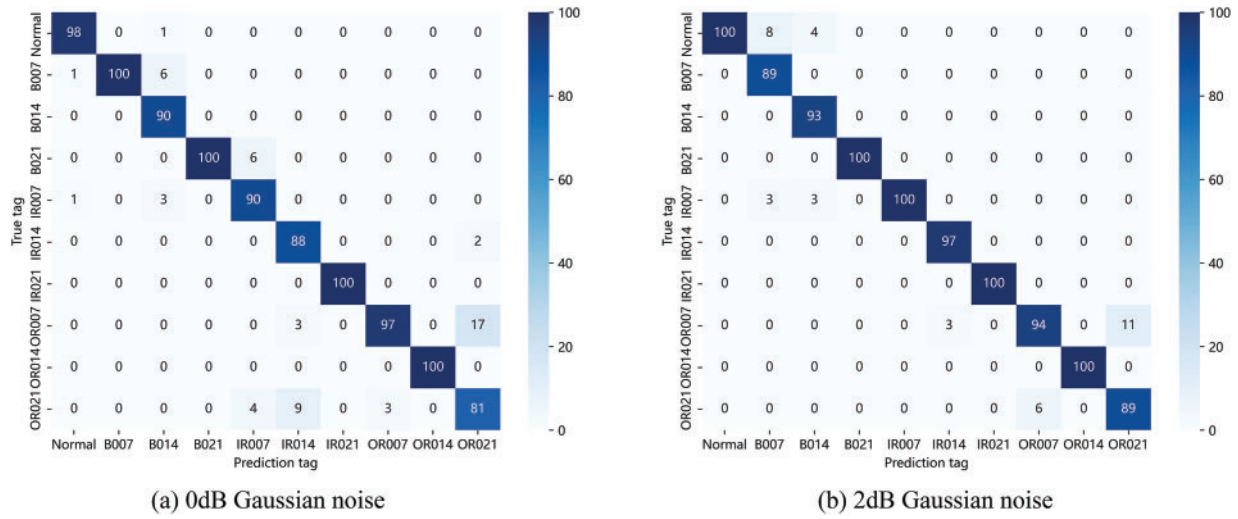 Normal 98 0 1 0 0 0 0 0 0 0 100
B007 1 100 6 0 0 0 0 0 0 0
B014 0 0 90 0 0 0 0 0 0 0 80
B021 0 0 0 100 6 0 0 0 0 0
IR007 1 0 3 0 90 0 0 0 0 0 60
True tag
IR014 0 0 0 0 0 88 0 0 0 2 40
IR021 0 0 0 0 0 0 100 0 0 0
OR007 0 0 0 0 0 3 0 97 0 17 20
OR014 0 0 0 0 0 0 0 0 100 0
OR021 0 0 0 0 4 9 0 3 0 81 0
Normal B007 B014 B021 IR007 IR014 IR021 OR007 OR014 OR021
Prediction tag
(a) 0dB Gaussian noise
Normal 100 8 4 0 0 0 0 0 0 0 100
B007 0 89 0 0 0 0 0 0 0 0
B014 0 0 93 0 0 0 0 0 0 0 80
B021 0 0 0 100 0 0 0 0 0 0
IR007 0 3 3 0 100 0 0 0 0 0 60
True tag
IR014 0 0 0 0 0 97 0 0 0 0 40
IR021 0 0 0 0 0 0 100 0 0 0
OR007 0 0 0 0 0 3 0 94 0 11 20
OR014 0 0 0 0 0 0 0 0 100 0
OR021 0 0 0 0 0 0 0 6 0 89 0
Normal B007 B014 B021 IR007 IR014 IR021 OR007 OR014 OR021
Prediction tag
(b) 2dB Gaussian noise